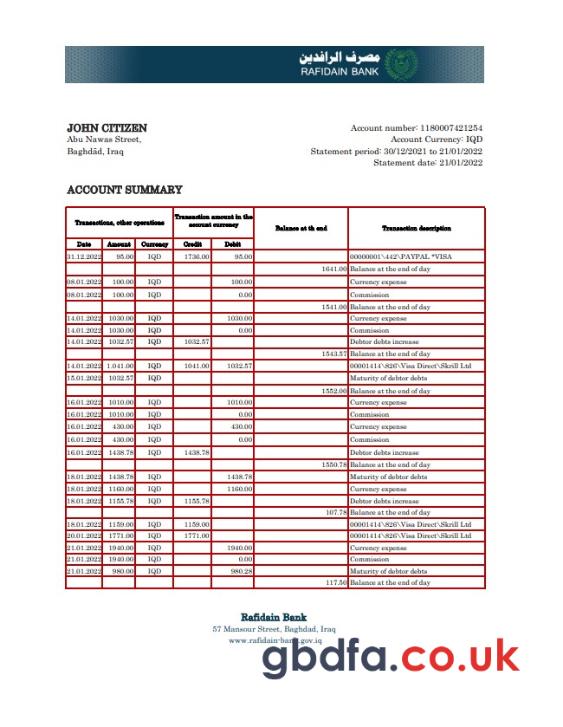 مصرف الرافدين
RAFIDAIN BANK
JOHN CITIZEN
Abu Nawas Street,
Baghdād, Iraq
Account number: 1180007421254
Account Currency: IQD
Statement period: 30/12/2021 to 21/01/2022
Statement date: 21/01/2022
ACCOUNT SUMMARY
Transactions, other operations Transaction amount in the account currency Balance at th end Transaction description
Date Amount Currency Credit Debit
31.12.2022 95.00 IQD 1736.00 95.00 00000001\442\PAYPAL *VISA
1641.00 Balance at the end of day
08.01.2022 100.00 IQD 100.00 Currency expense
08.01.2022 100.00 IQD 0.00 Commission
1541.00 Balance at the end of day
14.01.2022 1030.00 IQD 1030.00 Currency expense
14.01.2022 1030.00 IQD 0.00 Commission
14.01.2022 1032.57 IQD 1032.57 Debtor debts increase
1543.57 Balance at the end of day
14.01.2022 1.041.00 IQD 1041.00 1032.57 00001414\826\Visa Direct\Skrill Ltd
15.01.2022 1032.57 IQD Maturity of debtor debts
1552.00 Balance at the end of day
16.01.2022 1010.00 IQD 1010.00 Currency expense
16.01.2022 1010.00 IQD 0.00 Commission
16.01.2022 430.00 IQD 430.00 Currency expense
16.01.2022 430.00 IQD 0.00 Commission
16.01.2022 1438.78 IQD 1438.78 Debtor debts increase
1550.78 Balance at the end of day
18.01.2022 1438.78 IQD 1438.78 Maturity of debtor debts
18.01.2022 1160.00 IQD 1160.00 Currency expense
18.01.2022 1155.78 IQD 1155.78 Debtor debts increase
107.78 Balance at the end of day
18.01.2022 1159.00 IQD 1159.00 00001414\826\Visa Direct\Skrill Ltd
20.01.2022 1771.00 IQD 1771.00 00001414\826\Visa Direct\Skrill Ltd
21.01.2022 1940.00 IQD 1940.00 Currency expense
21.01.2022 1940.00 IQD 0.00 Commission
21.01.2022 980.00 IQD 980.28 Maturity of debtor debts
117.50 Balance at the end of day
Rafidain Bank
57 Mansour Street, Baghdad, Iraq
www.rafidain-bank.gov.iq
gbdfa.co.uk